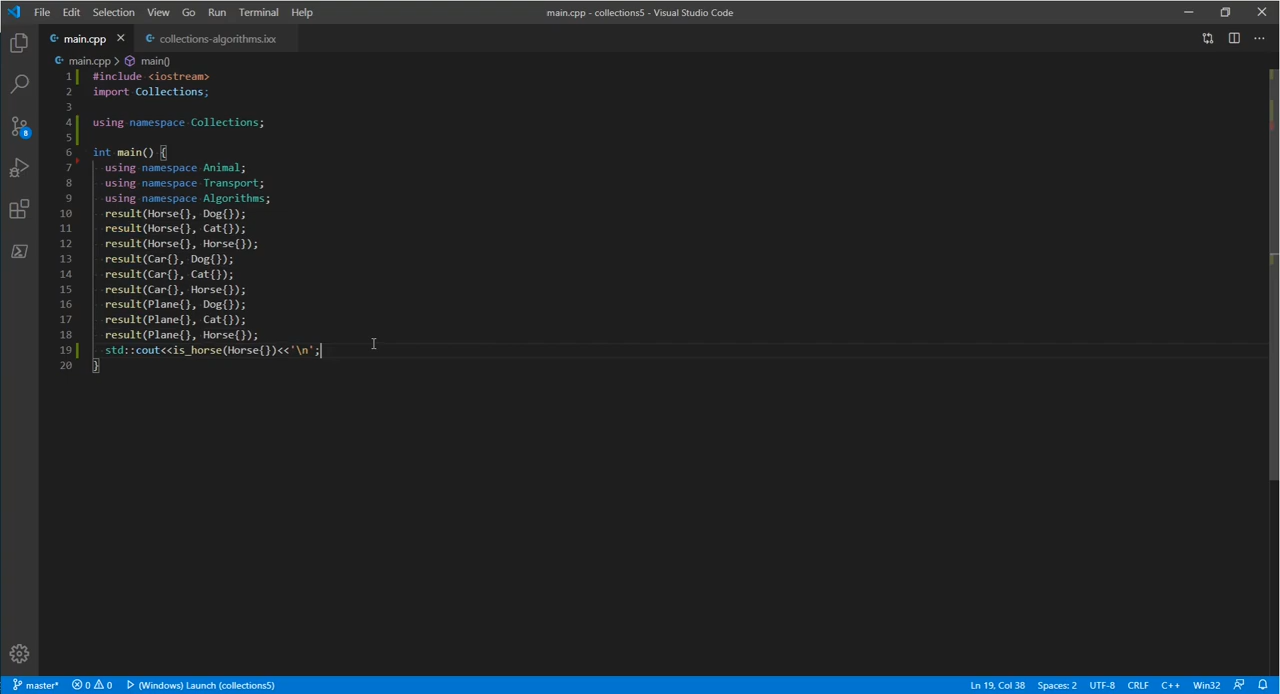 File Edit Selection View Go Run Terminal Help main.cpp - collections5 - Visual Studio Code
main.cpp collections-algorithms.ixx
main.cpp > main()
1 #include <iostream>
2 import Collections;
3
4 using namespace Collections;
5
6 int main() {
7 using namespace Animal;
8 using namespace Transport;
9 using namespace Algorithms;
10 result(Horse{}, Dog{});
11 result(Horse{}, Cat{});
12 result(Horse{}, Horse{});
13 result(Car{}, Dog{});
14 result(Car{}, Cat{});
15 result(Car{}, Horse{});
16 result(Plane{}, Dog{});
17 result(Plane{}, Cat{});
18 result(Plane{}, Horse{});
19 std::cout<<is_horse(Horse{})<<'\n';
20 }
8
master* 0 0 (Windows) Launch (collections5) Ln 19, Col 38 Spaces: 2 UTF-8 CRLF C++ Win32